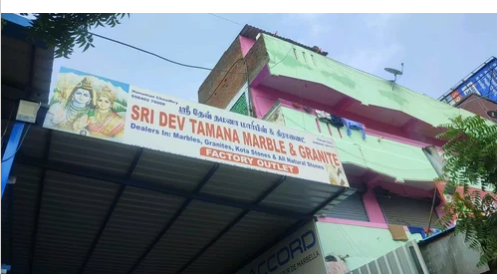 ஸ்ரீ தேவ் தமனா மார்பிள் & கிரானைட்
SRI DEV TAMANA MARBLE & GRANITE
Dealers in: Marbles, Granites, Kota Stones & All Natural Stones
FACTORY OUTLET
ACCORD